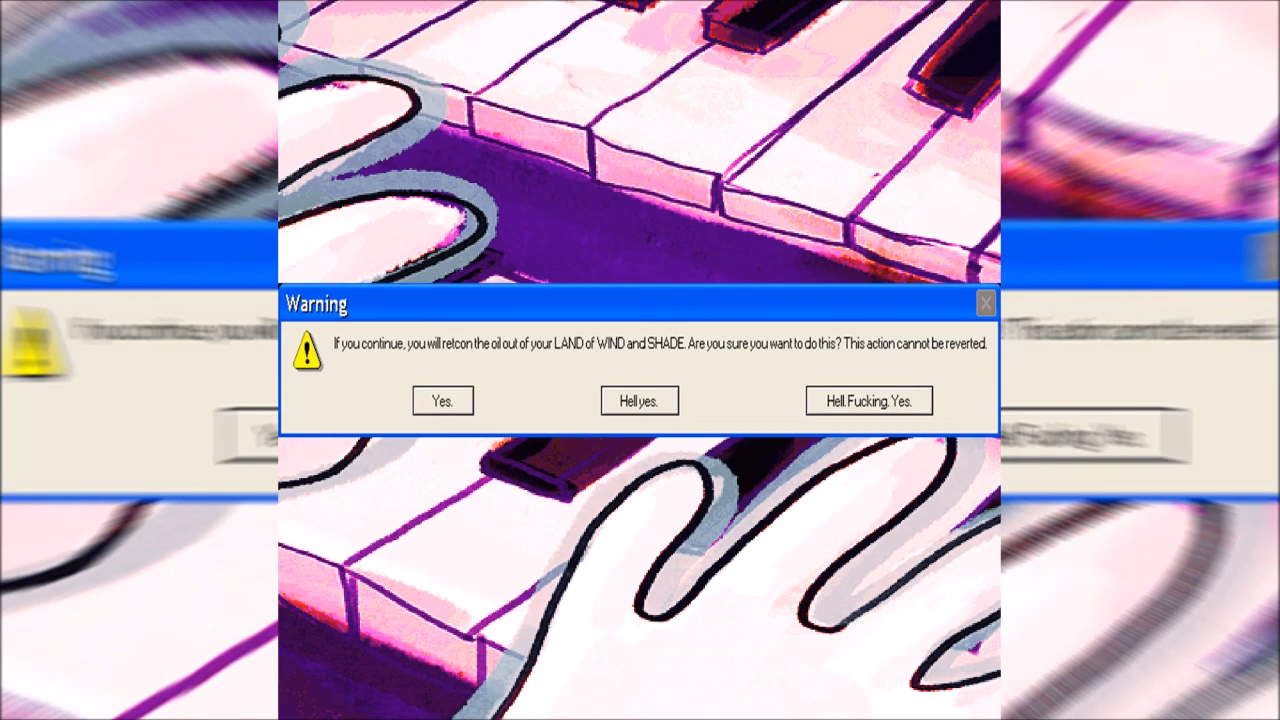 Warning
If you continue, you will retcon the oil out of your LAND of WIND and SHADE. Are you sure you want to do this? This action cannot be reverted.
Yes.
Hell yes.
Hell. Fucking. Yes.